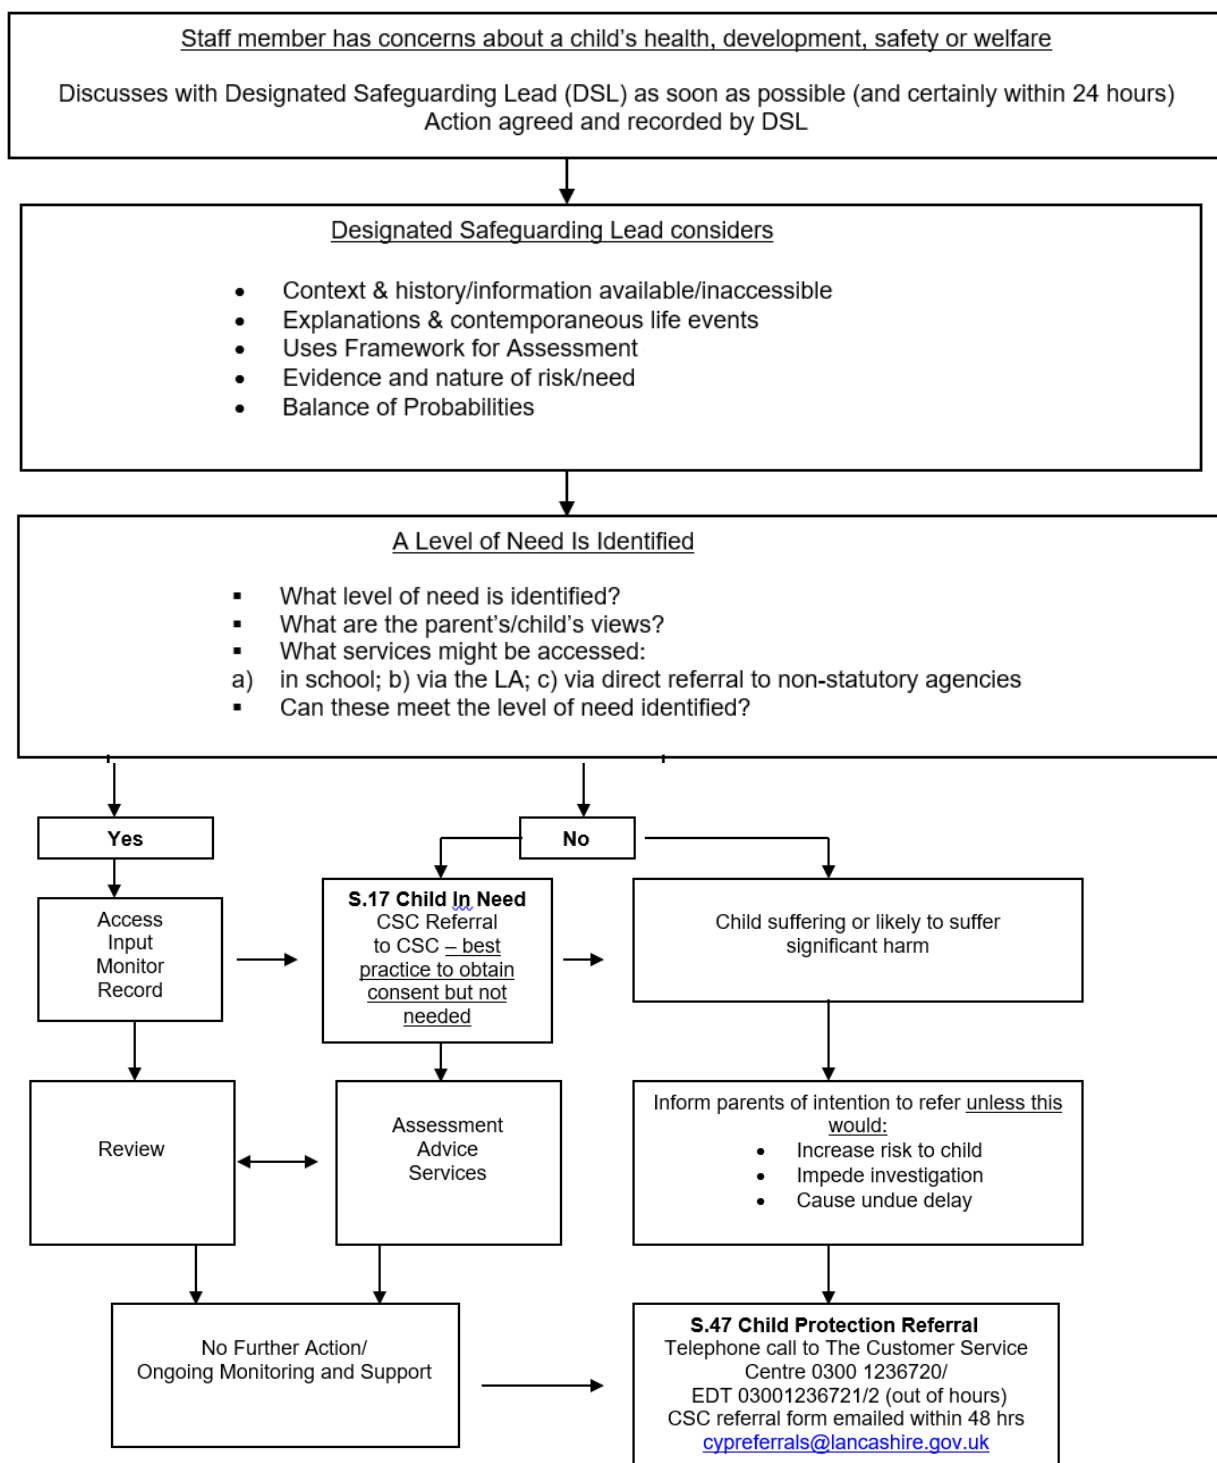 Staff member has concerns about a child's health, development, safety or welfare
Discusses with Designated Safeguarding Lead (DSL) as soon as possible (and certainly within 24 hours)
Action agreed and recorded by DSL
Designated Safeguarding Lead considers
• Context & history/information available/inaccessible
• Explanations & contemporaneous life events
• Uses Framework for Assessment
• Evidence and nature of risk/need
• Balance of Probabilities
A Level of Need Is Identified
▪ What level of need is identified?
▪ What are the parent's/child's views?
▪ What services might be accessed:
a) in school; b) via the LA; c) via direct referral to non-statutory agencies
▪ Can these meet the level of need identified?
Yes
No
Access
Input
Monitor
Record
S.17 Child In Need
CSC Referral
to CSC – best
practice to obtain
consent but not
needed
Child suffering or likely to suffer
significant harm
Review
Assessment
Advice
Services
Inform parents of intention to refer unless this
would:
• Increase risk to child
• Impede investigation
• Cause undue delay
No Further Action/
Ongoing Monitoring and Support
S.47 Child Protection Referral
Telephone call to The Customer Service
Centre 0300 1236720/
EDT 03001236721/2 (out of hours)
CSC referral form emailed within 48 hrs
cypreferrals@lancashire.gov.uk